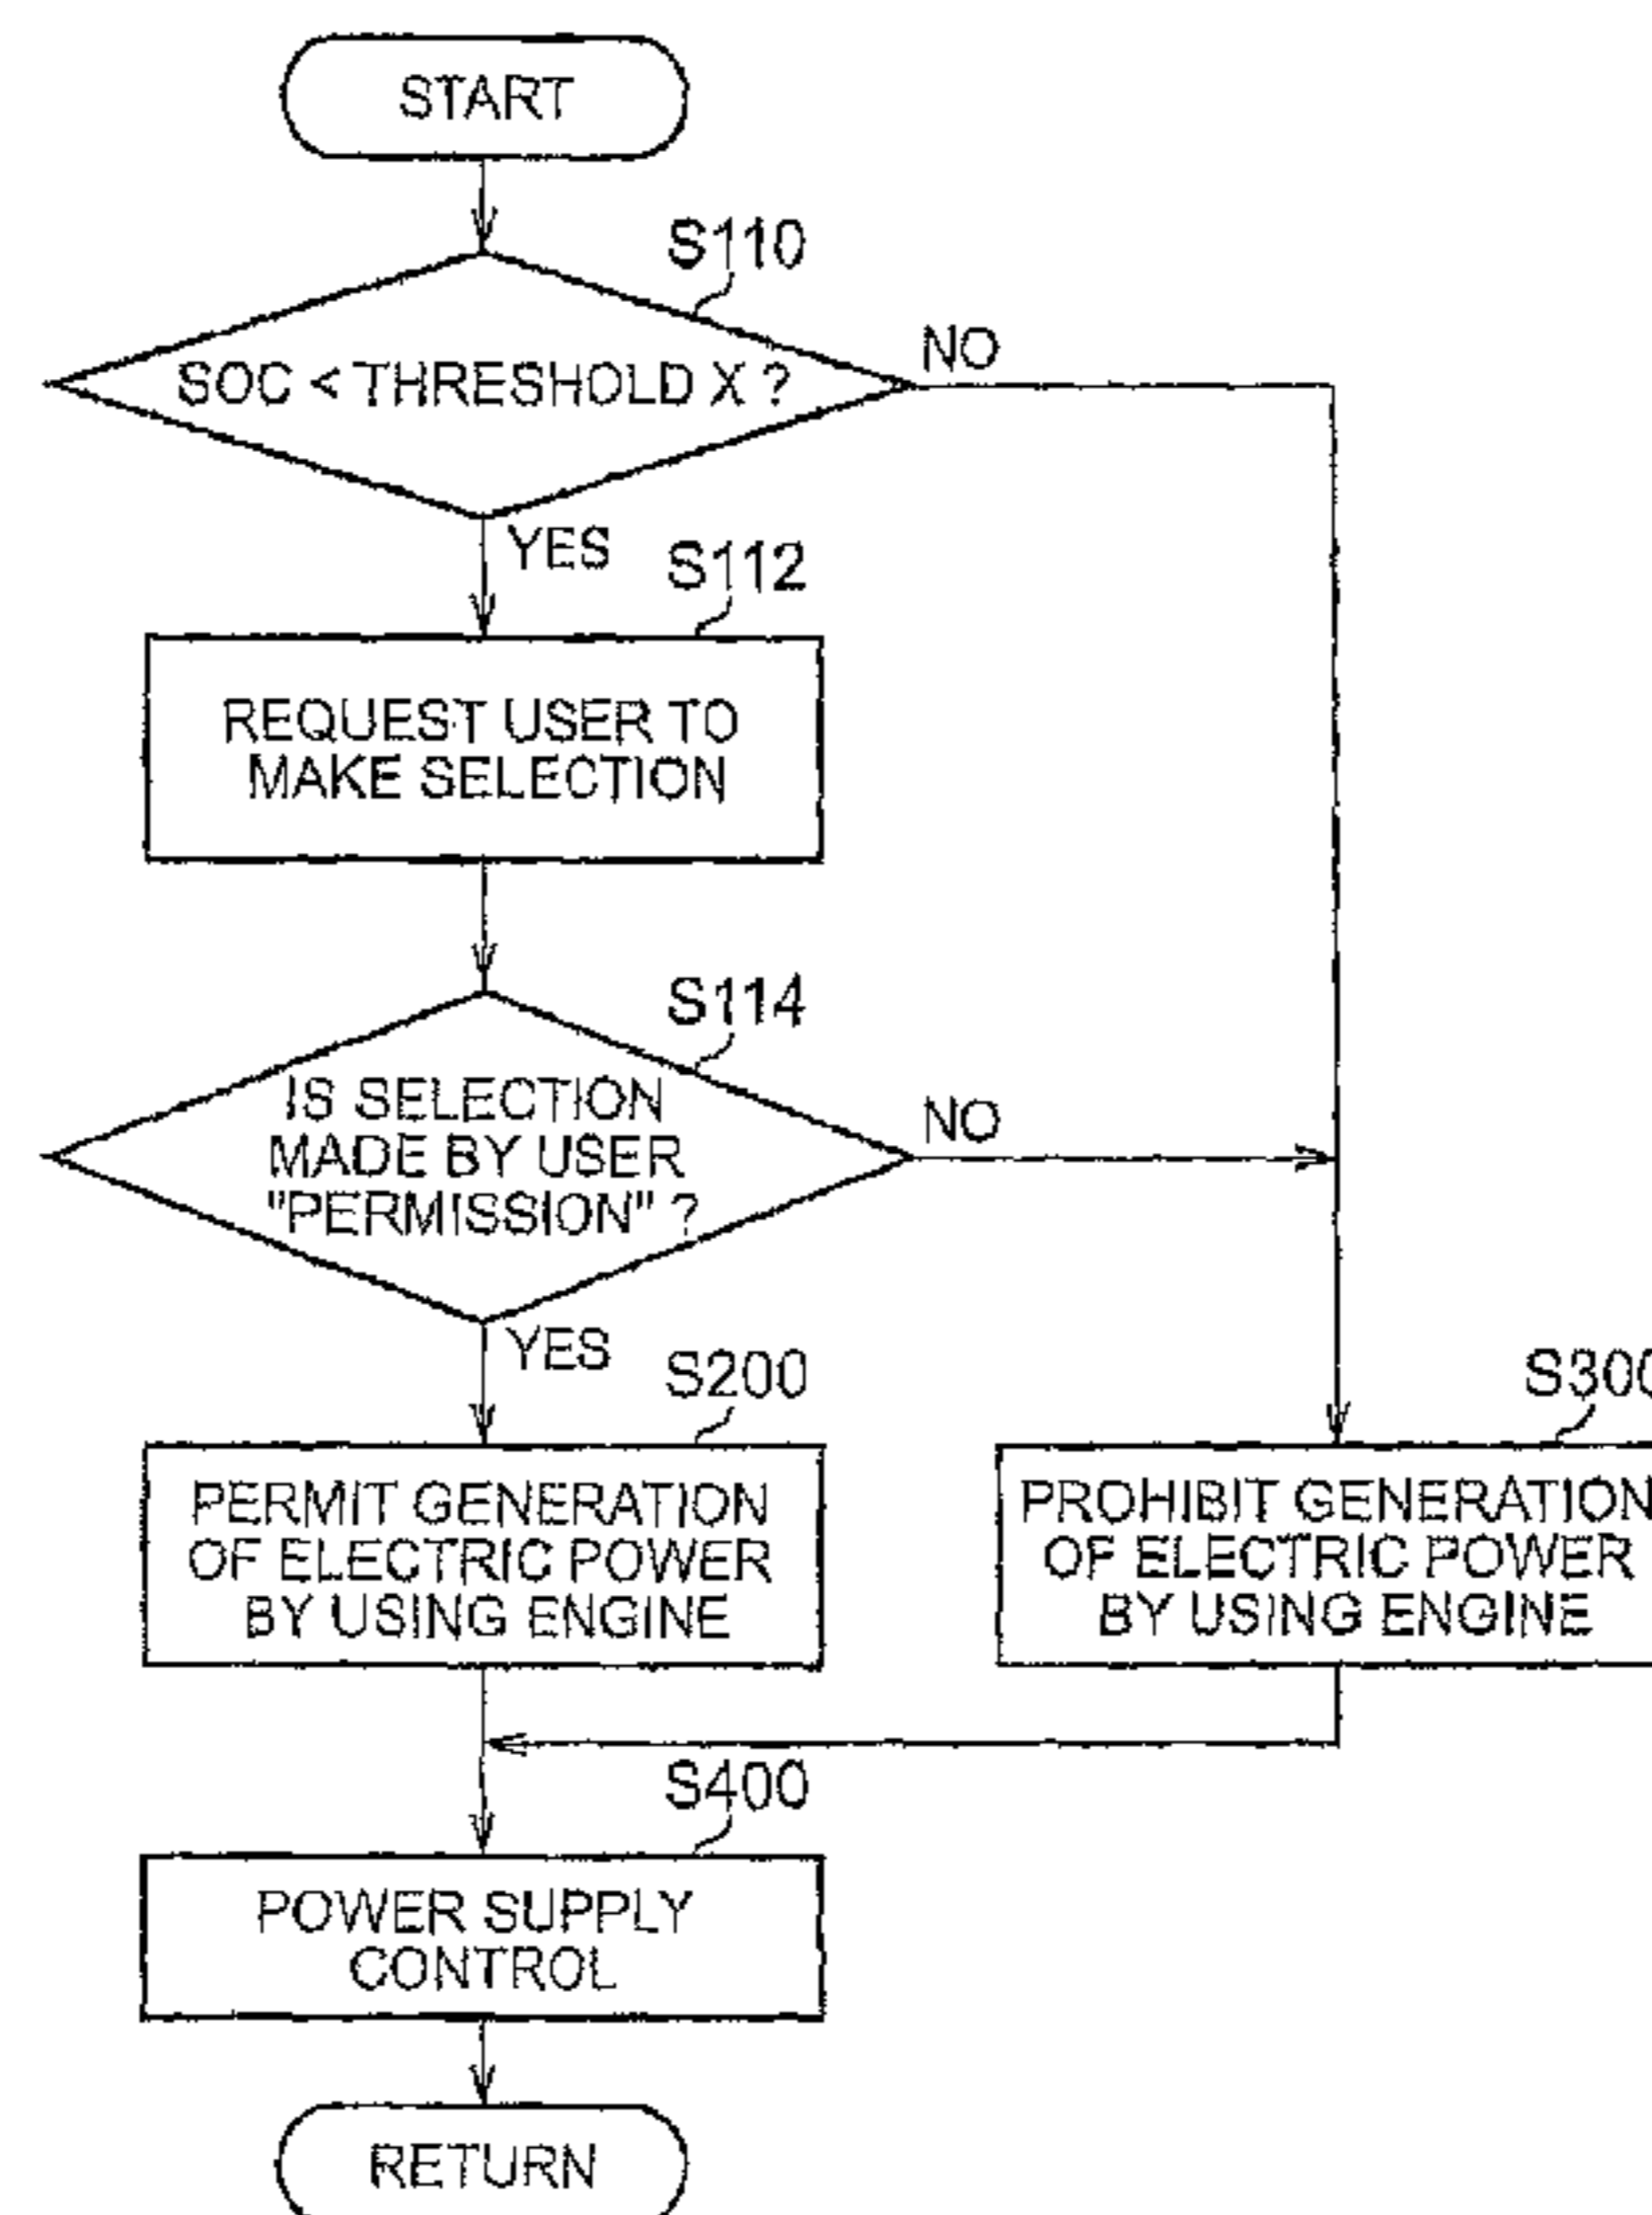 START
S110
SOC < THRESHOLD X ?
NO
YES
S112
REQUEST USER TO
MAKE SELECTION
S114
IS SELECTION
MADE BY USER
"PERMISSION" ?
NO
YES
S200
PERMIT GENERATION
OF ELECTRIC POWER
BY USING ENGINE
S300
PROHIBIT GENERATION
OF ELECTRIC POWER
BY USING ENGINE
S400
POWER SUPPLY
CONTROL
RETURN